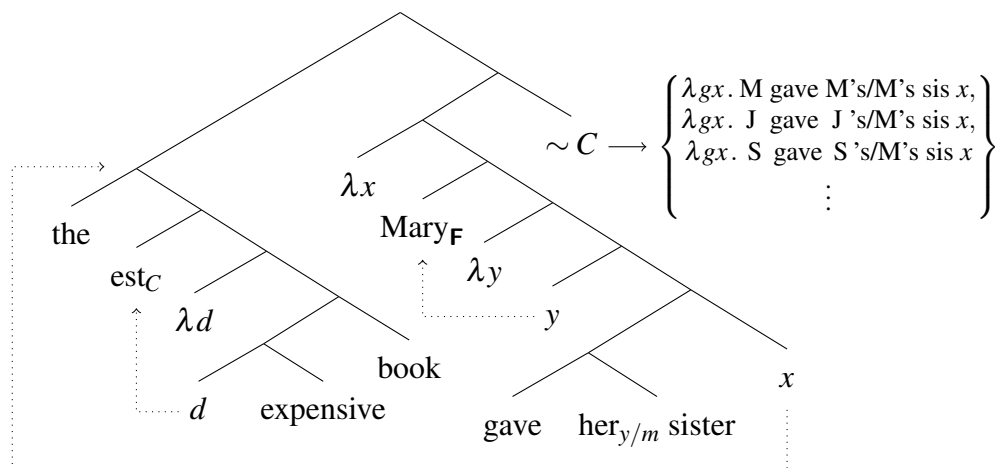 λgx. M gave M's/M's sis x,
λgx. J gave J 's/M's sis x,
∼ C ⟶ λgx. S gave S 's/M's sis x
⋮
λx
Mary_F
the
est_C
λy
λd
y
book
x
d
expensive
gave
her_{y/m} sister